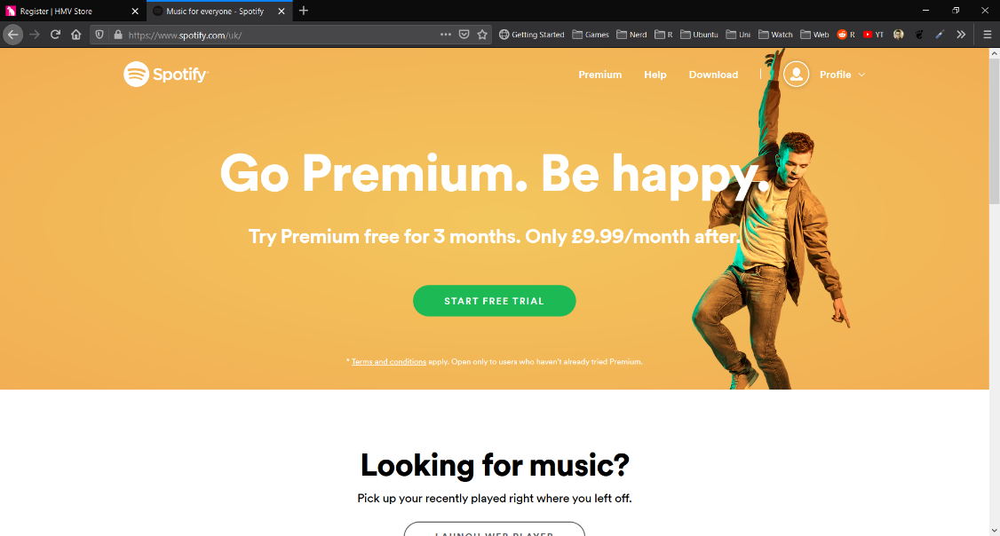 Register | HMV Store
Music for everyone - Spotify
https://www.spotify.com/uk/
Getting Started
Games
Nerd
R
Ubuntu
Uni
Watch
Web
R
YT
Spotify
Premium
Help
Download
Profile
Go Premium. Be happy.
Try Premium free for 3 months. Only £9.99/month after.
START FREE TRIAL
* Terms and conditions apply. Open only to users who haven't already tried Premium.
Looking for music?
Pick up your recently played right where you left off.
LAUNCH WEB PLAYER